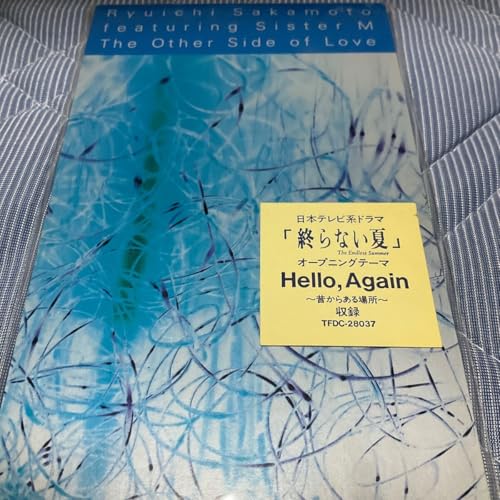 Ryuichi Sakamoto
featuring Sister M
The Other Side of Love
日本テレビ系ドラマ
「終らない夏」
The Endless Summer
オープニングテーマ
Hello, Again
〜昔からある場所〜
収録
TFDC-28037